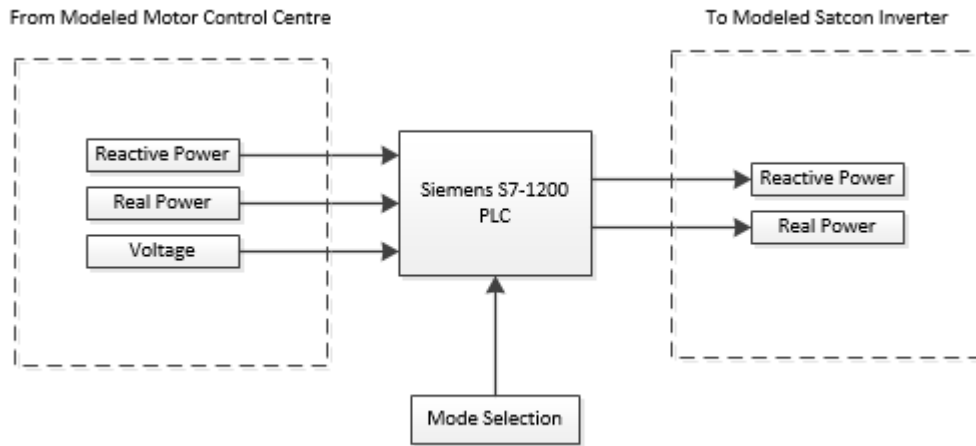 From Modeled Motor Control Centre
To Modeled Satcon Inverter
Reactive Power
Real Power
Voltage
Siemens S7-1200
PLC
Reactive Power
Real Power
Mode Selection